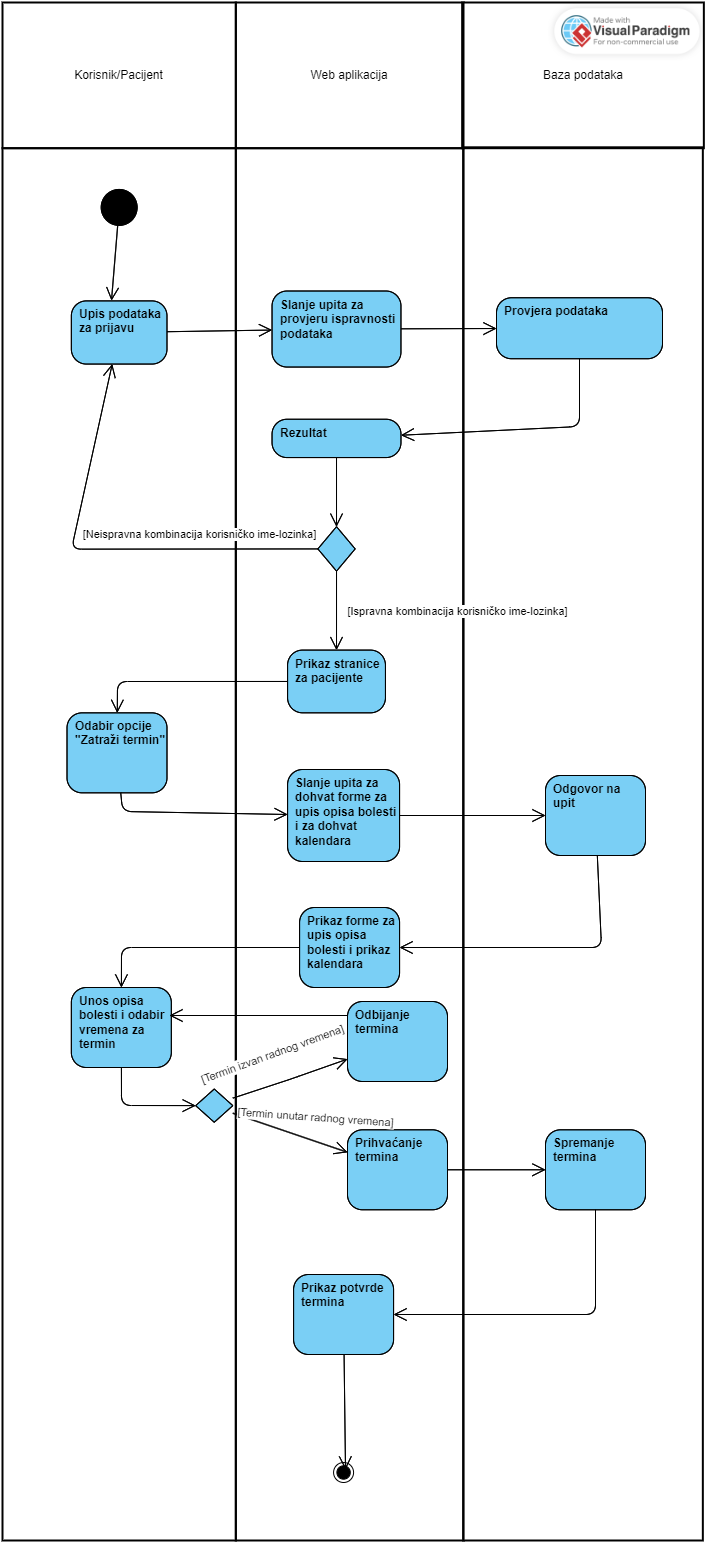 Made with
VisualParadigm
For non-commercial use
Korisnik/Pacijent
Web aplikacija
Baza podataka
Upis podataka
za prijavu
Slanje upita za
provjeru ispravnosti
podataka
Provjera podataka
Rezultat
[Neispravna kombinacija korisničko ime-lozinka]
[Ispravna kombinacija korisničko ime-lozinka]
Prikaz stranice
za pacijente
Odabir opcije
"Zatraži termin"
Slanje upita za
dohvat forme za
upis opisa bolesti
i za dohvat
kalendara
Odgovor na
upit
Prikaz forme za
upis opisa
bolesti i prikaz
kalendara
Unos opisa
bolesti i odabir
vremena za
termin
Odbijanje
termina
[Termin izvan radnog vremena]
[Termin unutar radnog vremena]
Prihvaćanje
termina
Spremanje
termina
Prikaz potvrde
termina